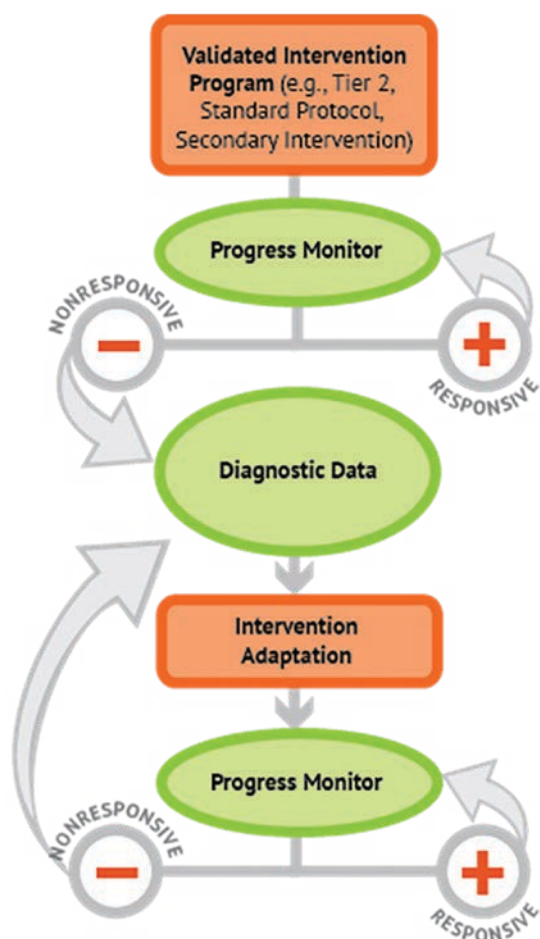 Validated Intervention
Program (e.g., Tier 2,
Standard Protocol,
Secondary Intervention)
Progress Monitor
NONRESPONSIVE
RESPONSIVE
Diagnostic Data
Intervention
Adaptation
Progress Monitor
NONRESPONSIVE
RESPONSIVE